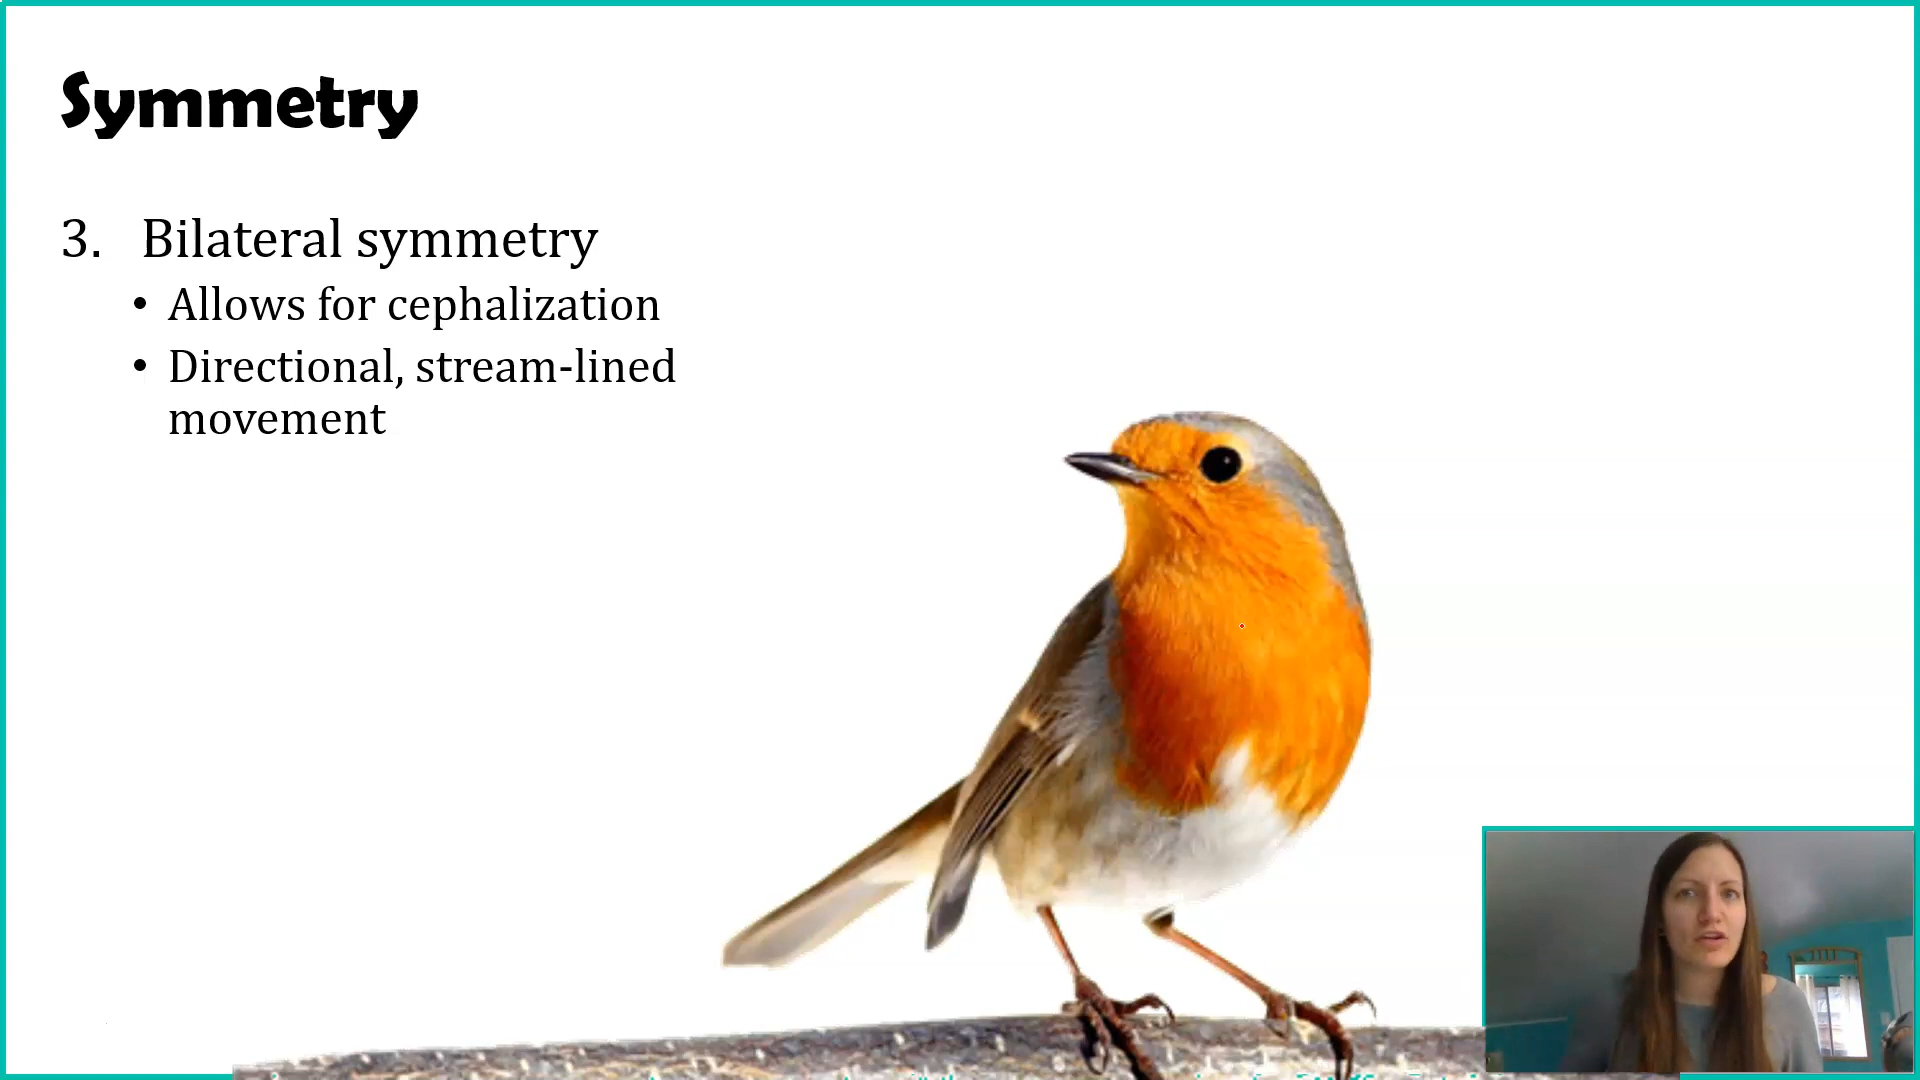 Symmetry
3. Bilateral symmetry
• Allows for cephalization
• Directional, stream-lined
movement